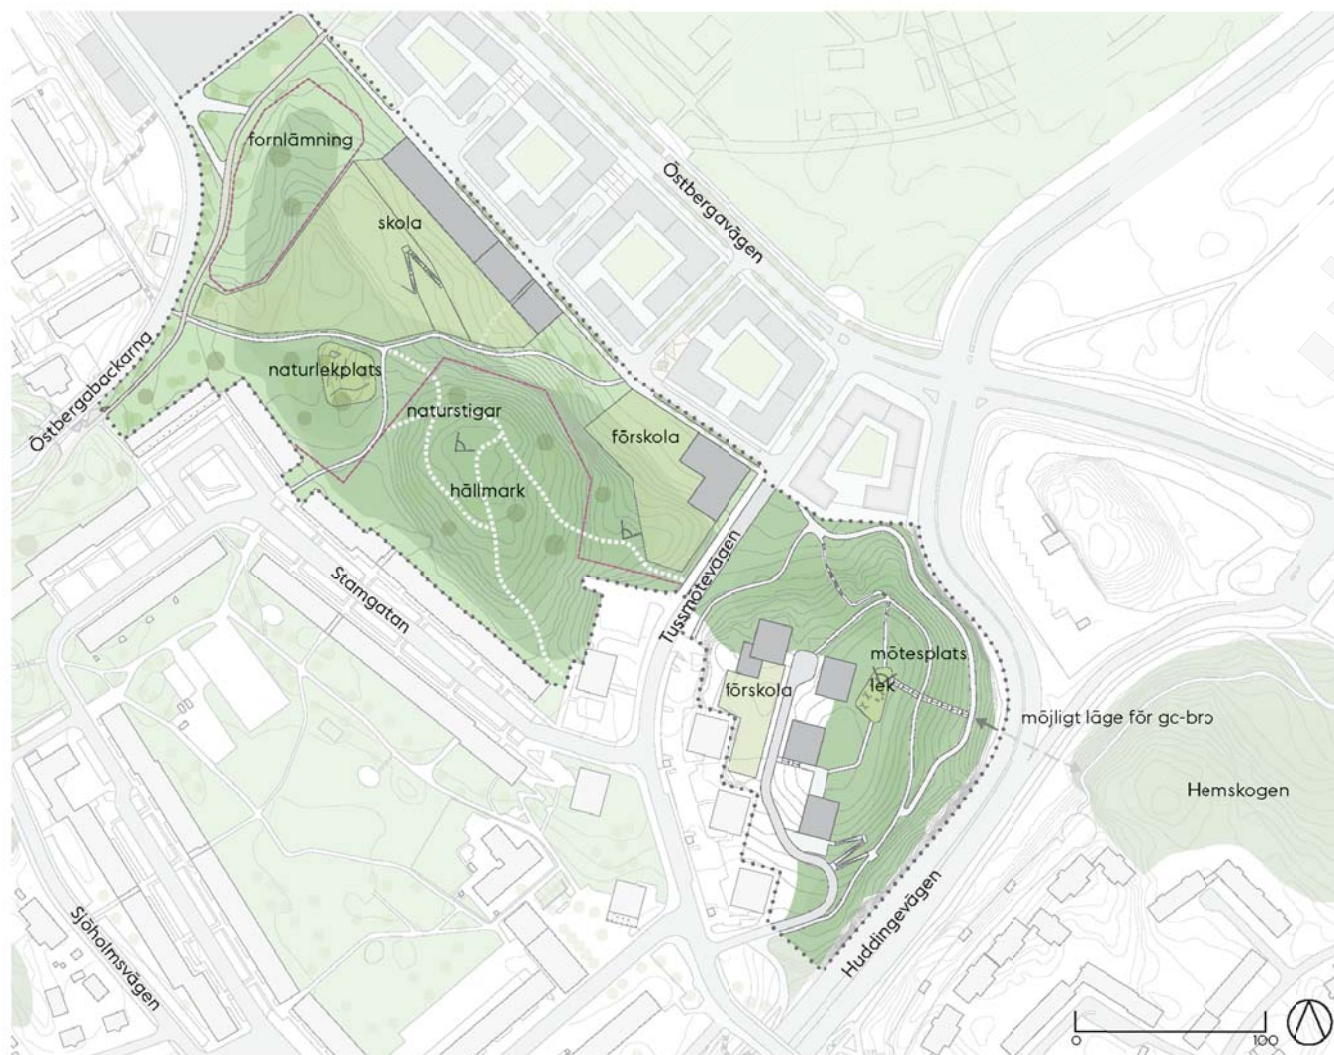 fornlämning
Östbergavägen
skola
Östbergabackarna
naturlekplats
naturstigar
förskola
hällmark
Stamgatan
Tussmötevägen
mötesplats
lek
förskola
möjligt läge för gc-bro
Hemskogen
Huddingevägen
Sjöholmsvägen
0 100